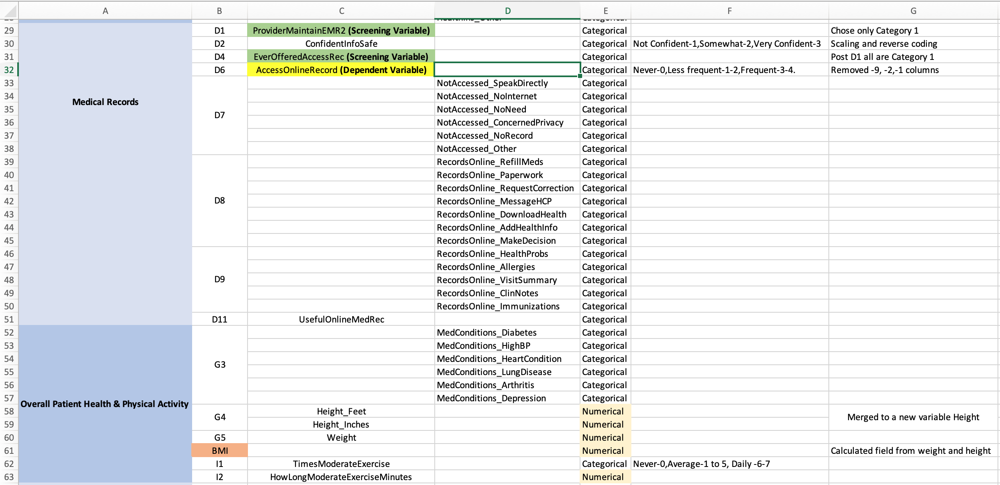 A B C D E F G
HealthIns_Other Categorical
29 D1 ProviderMaintainEMR2 (Screening Variable) Categorical Chose only Category 1
30 D2 ConfidentInfoSafe Categorical Not Confident-1,Somewhat-2,Very Confident-3 Scaling and reverse coding
31 D4 EverOfferedAccessRec (Screening Variable) Categorical Post D1 all are Category 1
32 D6 AccessOnlineRecord (Dependent Variable) Categorical Never-0,Less frequent-1-2,Frequent-3-4. Removed -9, -2,-1 columns
33 NotAccessed_SpeakDirectly Categorical
34 NotAccessed_NoInternet Categorical
Medical Records
35 NotAccessed_NoNeed Categorical
D7
36 NotAccessed_ConcernedPrivacy Categorical
37 NotAccessed_NoRecord Categorical
38 NotAccessed_Other Categorical
39 RecordsOnline_RefillMeds Categorical
40 RecordsOnline_Paperwork Categorical
41 RecordsOnline_RequestCorrection Categorical
42 D8 RecordsOnline_MessageHCP Categorical
43 RecordsOnline_DownloadHealth Categorical
44 RecordsOnline_AddHealthInfo Categorical
45 RecordsOnline_MakeDecision Categorical
46 RecordsOnline_HealthProbs Categorical
47 RecordsOnline_Allergies Categorical
48 D9 RecordsOnline_VisitSummary Categorical
49 RecordsOnline_ClinNotes Categorical
50 RecordsOnline_Immunizations Categorical
51 D11 UsefulOnlineMedRec Categorical
52 MedConditions_Diabetes Categorical
53 MedConditions_HighBP Categorical
54 MedConditions_HeartCondition Categorical
G3
55 MedConditions_LungDisease Categorical
56 MedConditions_Arthritis Categorical
57 MedConditions_Depression Categorical
Overall Patient Health & Physical Activity
58 Height_Feet Numerical
G4 Merged to a new variable Height
59 Height_Inches Numerical
60 G5 Weight Numerical
61 BMI Numerical Calculated field from weight and height
62 I1 TimesModerateExercise Categorical Never-0,Average-1 to 5, Daily -6-7
63 I2 HowLongModerateExerciseMinutes Numerical